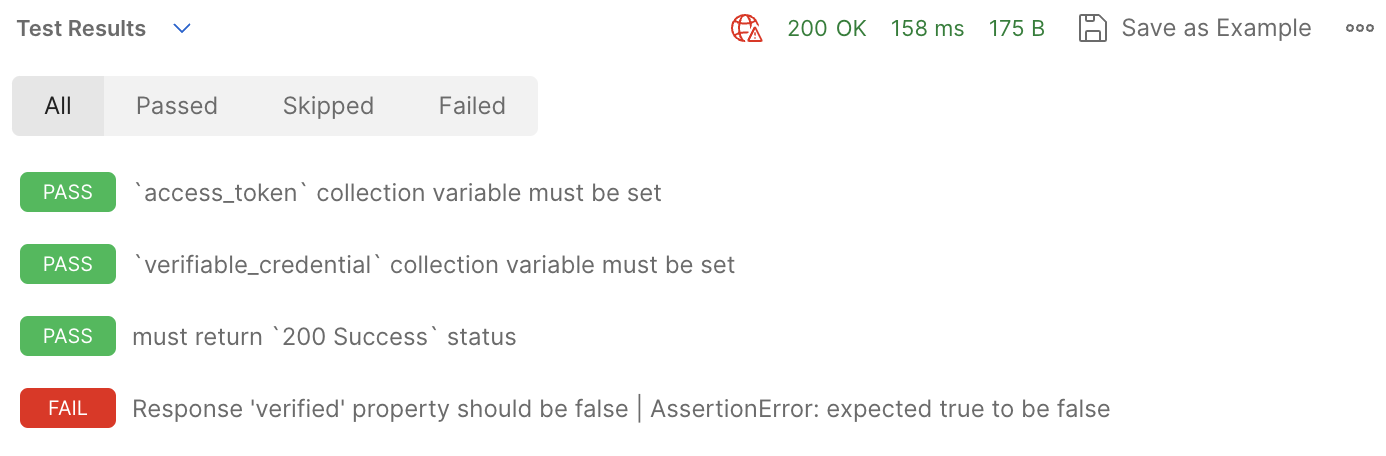 Test Results 200 OK 158 ms 175 B Save as Example
All Passed Skipped Failed
PASS `access_token` collection variable must be set
PASS `verifiable_credential` collection variable must be set
PASS must return `200 Success` status
FAIL Response 'verified' property should be false | AssertionError: expected true to be false